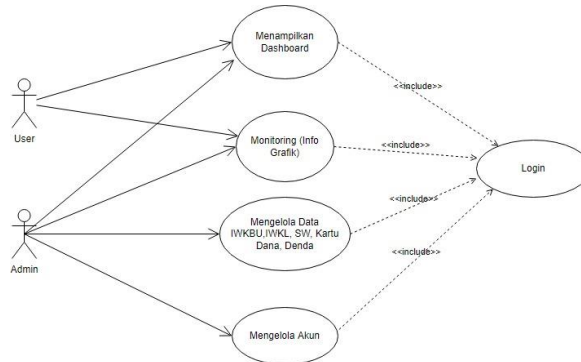 Menampilkan
Dashboard
<<include>>
User
Monitoring (Info
Grafik)
<<include>>
Login
<<include>>
Mengelola Data
IWKBU,IWKL, SW, Kartu
Dana, Denda
Admin
<<include>>
Mengelola Akun